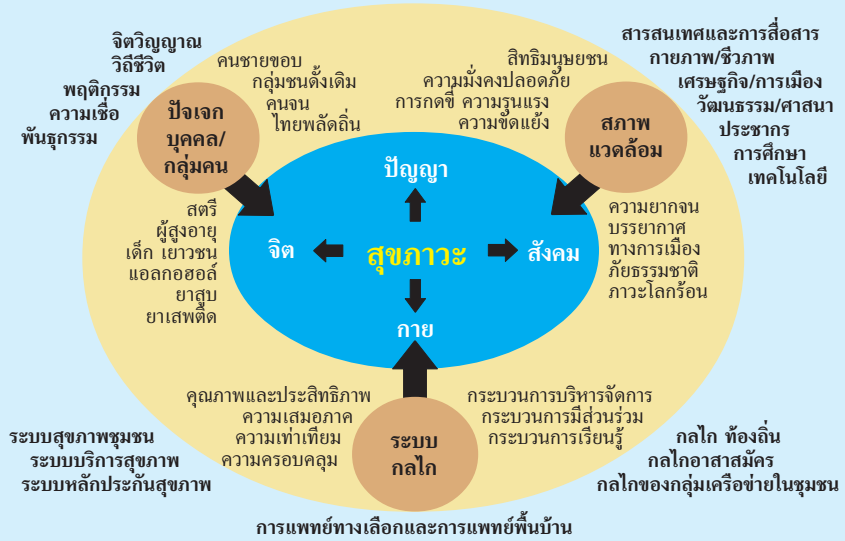 จิตวิญญาณ
วิถีชีวิต
พฤติกรรม
ความเชื่อ
พันธุกรรม
ปัจเจก
บุคคล/
กลุ่มคน
คนชายขอบ
กลุ่มชนดั้งเดิม
คนจน
ไทยพลัดถิ่น
สิทธิมนุษยชน
ความมั่งคงปลอดภัย
การกดขี่ ความรุนแรง
ความขัดแย้ง
สภาพ
แวดล้อม
สารสนเทศและการสื่อสาร
กายภาพ/ชีวภาพ
เศรษฐกิจ/การเมือง
วัฒนธรรม/ศาสนา
ประชากร
การศึกษา
เทคโนโลยี
สตรี
ผู้สูงอายุ
เด็ก เยาวชน
แอลกอฮอล์
ยาสูบ
ยาเสพติด
ปัญญา
จิต
สุขภาวะ
สังคม
กาย
ความยากจน
บรรยากาศ
ทางการเมือง
ภัยธรรมชาติ
ภาวะโลกร้อน
คุณภาพและประสิทธิภาพ
ความเสมอภาค
ความเท่าเทียม
ความครอบคลุม
ระบบ
กลไก
กระบวนการบริหารจัดการ
กระบวนการมีส่วนร่วม
กระบวนการเรียนรู้
ระบบสุขภาพชุมชน
ระบบบริการสุขภาพ
ระบบหลักประกันสุขภาพ
กลไก ท้องถิ่น
กลไกอาสาสมัคร
กลไกของกลุ่มเครือข่ายในชุมชน
การแพทย์ทางเลือกและการแพทย์พื้นบ้าน